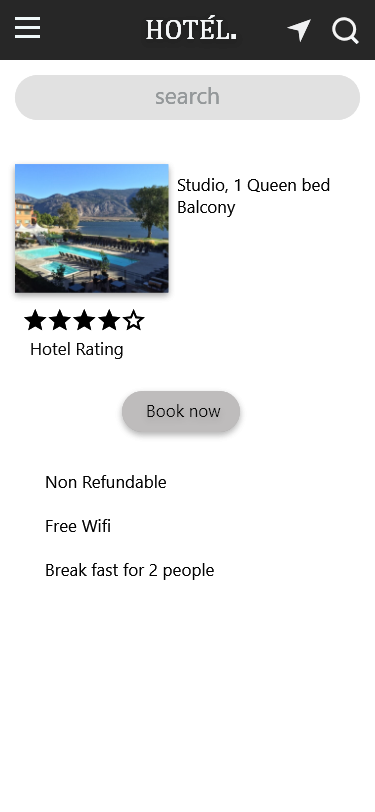 HOTÉL.
search
Studio, 1 Queen bed
Balcony
Hotel Rating
Book now
Non Refundable
Free Wifi
Break fast for 2 people